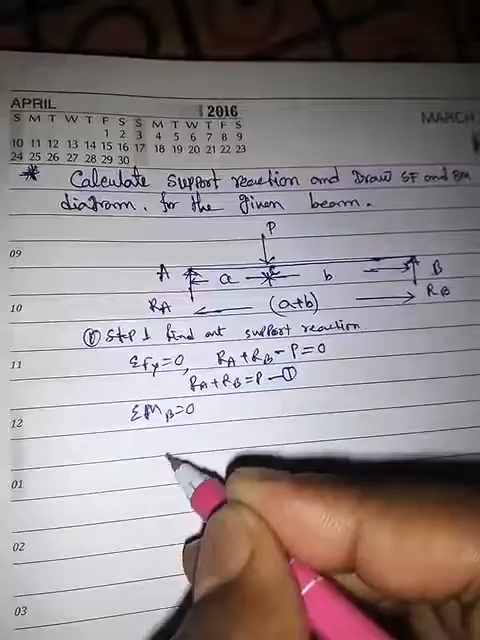 APRIL 2016 MARCH
S M T W T F S S M T W T F S
1 2 3 4 5 6 7 8 9
10 11 12 13 14 15 16 17 18 19 20 21 22 23
24 25 26 27 28 29 30
* Calculate support reaction and Draw SF and BM
diagram. for the given beam.
09
P
A a c b B
RA (a+b) RB
10
① Step 1 find out support reaction
11
ΣFy=0, RA+RB-P=0
RA+RB=P-①
12
ΣMB=0
01
02
03